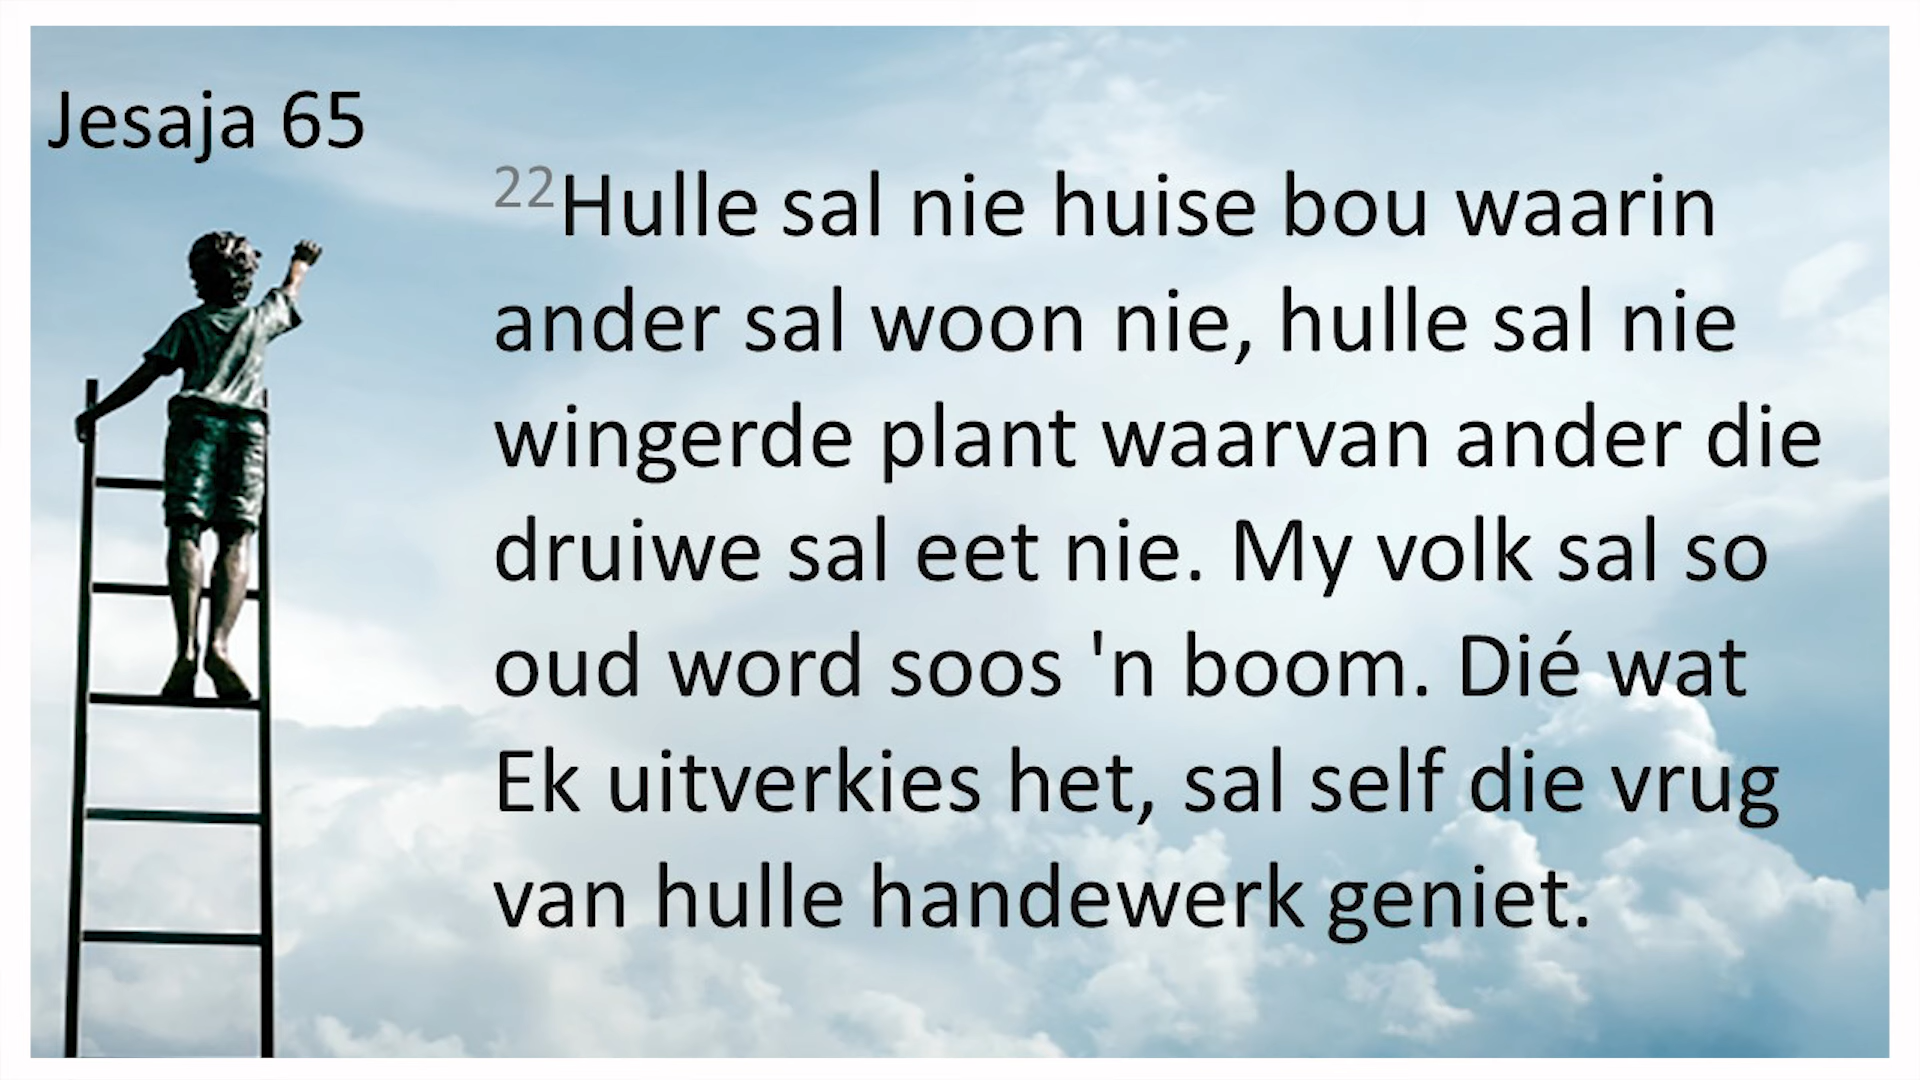 Jesaja 65
22Hulle sal nie huise bou waarin
ander sal woon nie, hulle sal nie
wingerde plant waarvan ander die
druiwe sal eet nie. My volk sal so
oud word soos 'n boom. Dié wat
Ek uitverkies het, sal self die vrug
van hulle handewerk geniet.